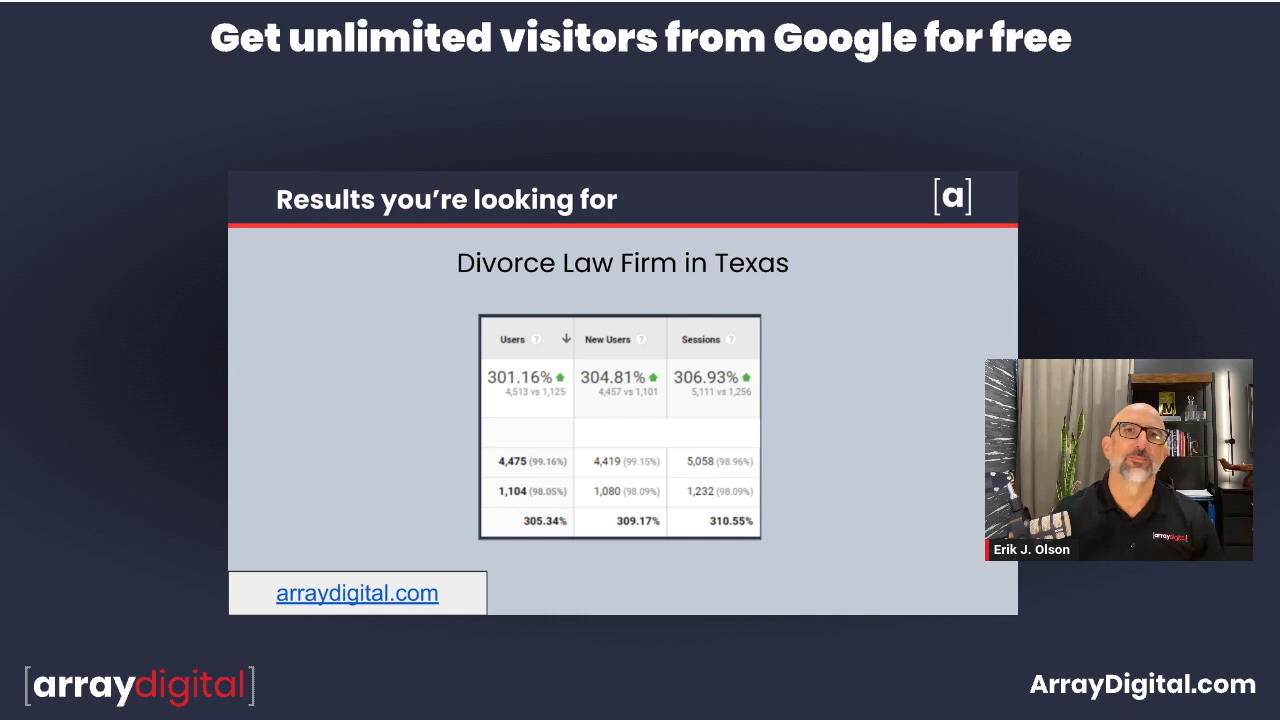 Get unlimited visitors from Google for free
Results you’re looking for
[a]
Divorce Law Firm in Texas
Users ? New Users ? Sessions ?
301.16% 304.81% 306.93%
4,513 vs 1,125 4,457 vs 1,101 5,111 vs 1,256
4,475 (99.16%) 4,419 (99.15%) 5,058 (98.96%)
1,104 (98.05%) 1,080 (98.09%) 1,232 (98.09%)
305.34% 309.17% 310.55%
[arraydigital]
Erik J. Olson
arraydigital.com
[arraydigital]
ArrayDigital.com